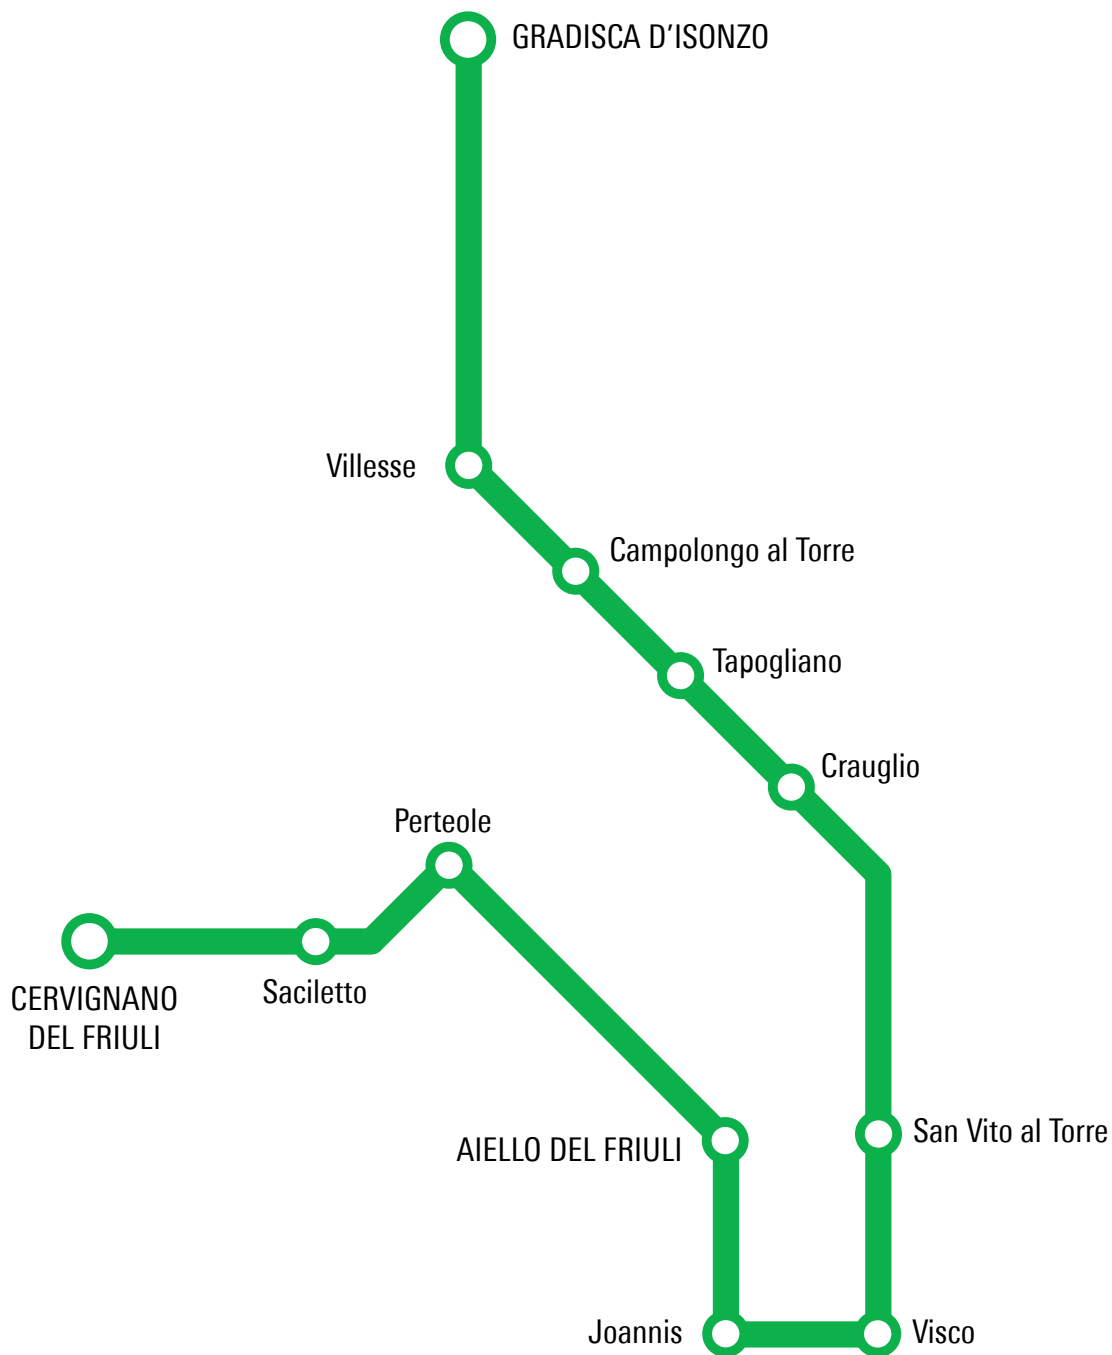 GRADISCA D'ISONZO
Villesse
Campolongo al Torre
Tapogliano
Crauglio
Perteole
Saciletto
CERVIGNANO
DEL FRIULI
San Vito al Torre
AIELLO DEL FRIULI
Joannis
Visco